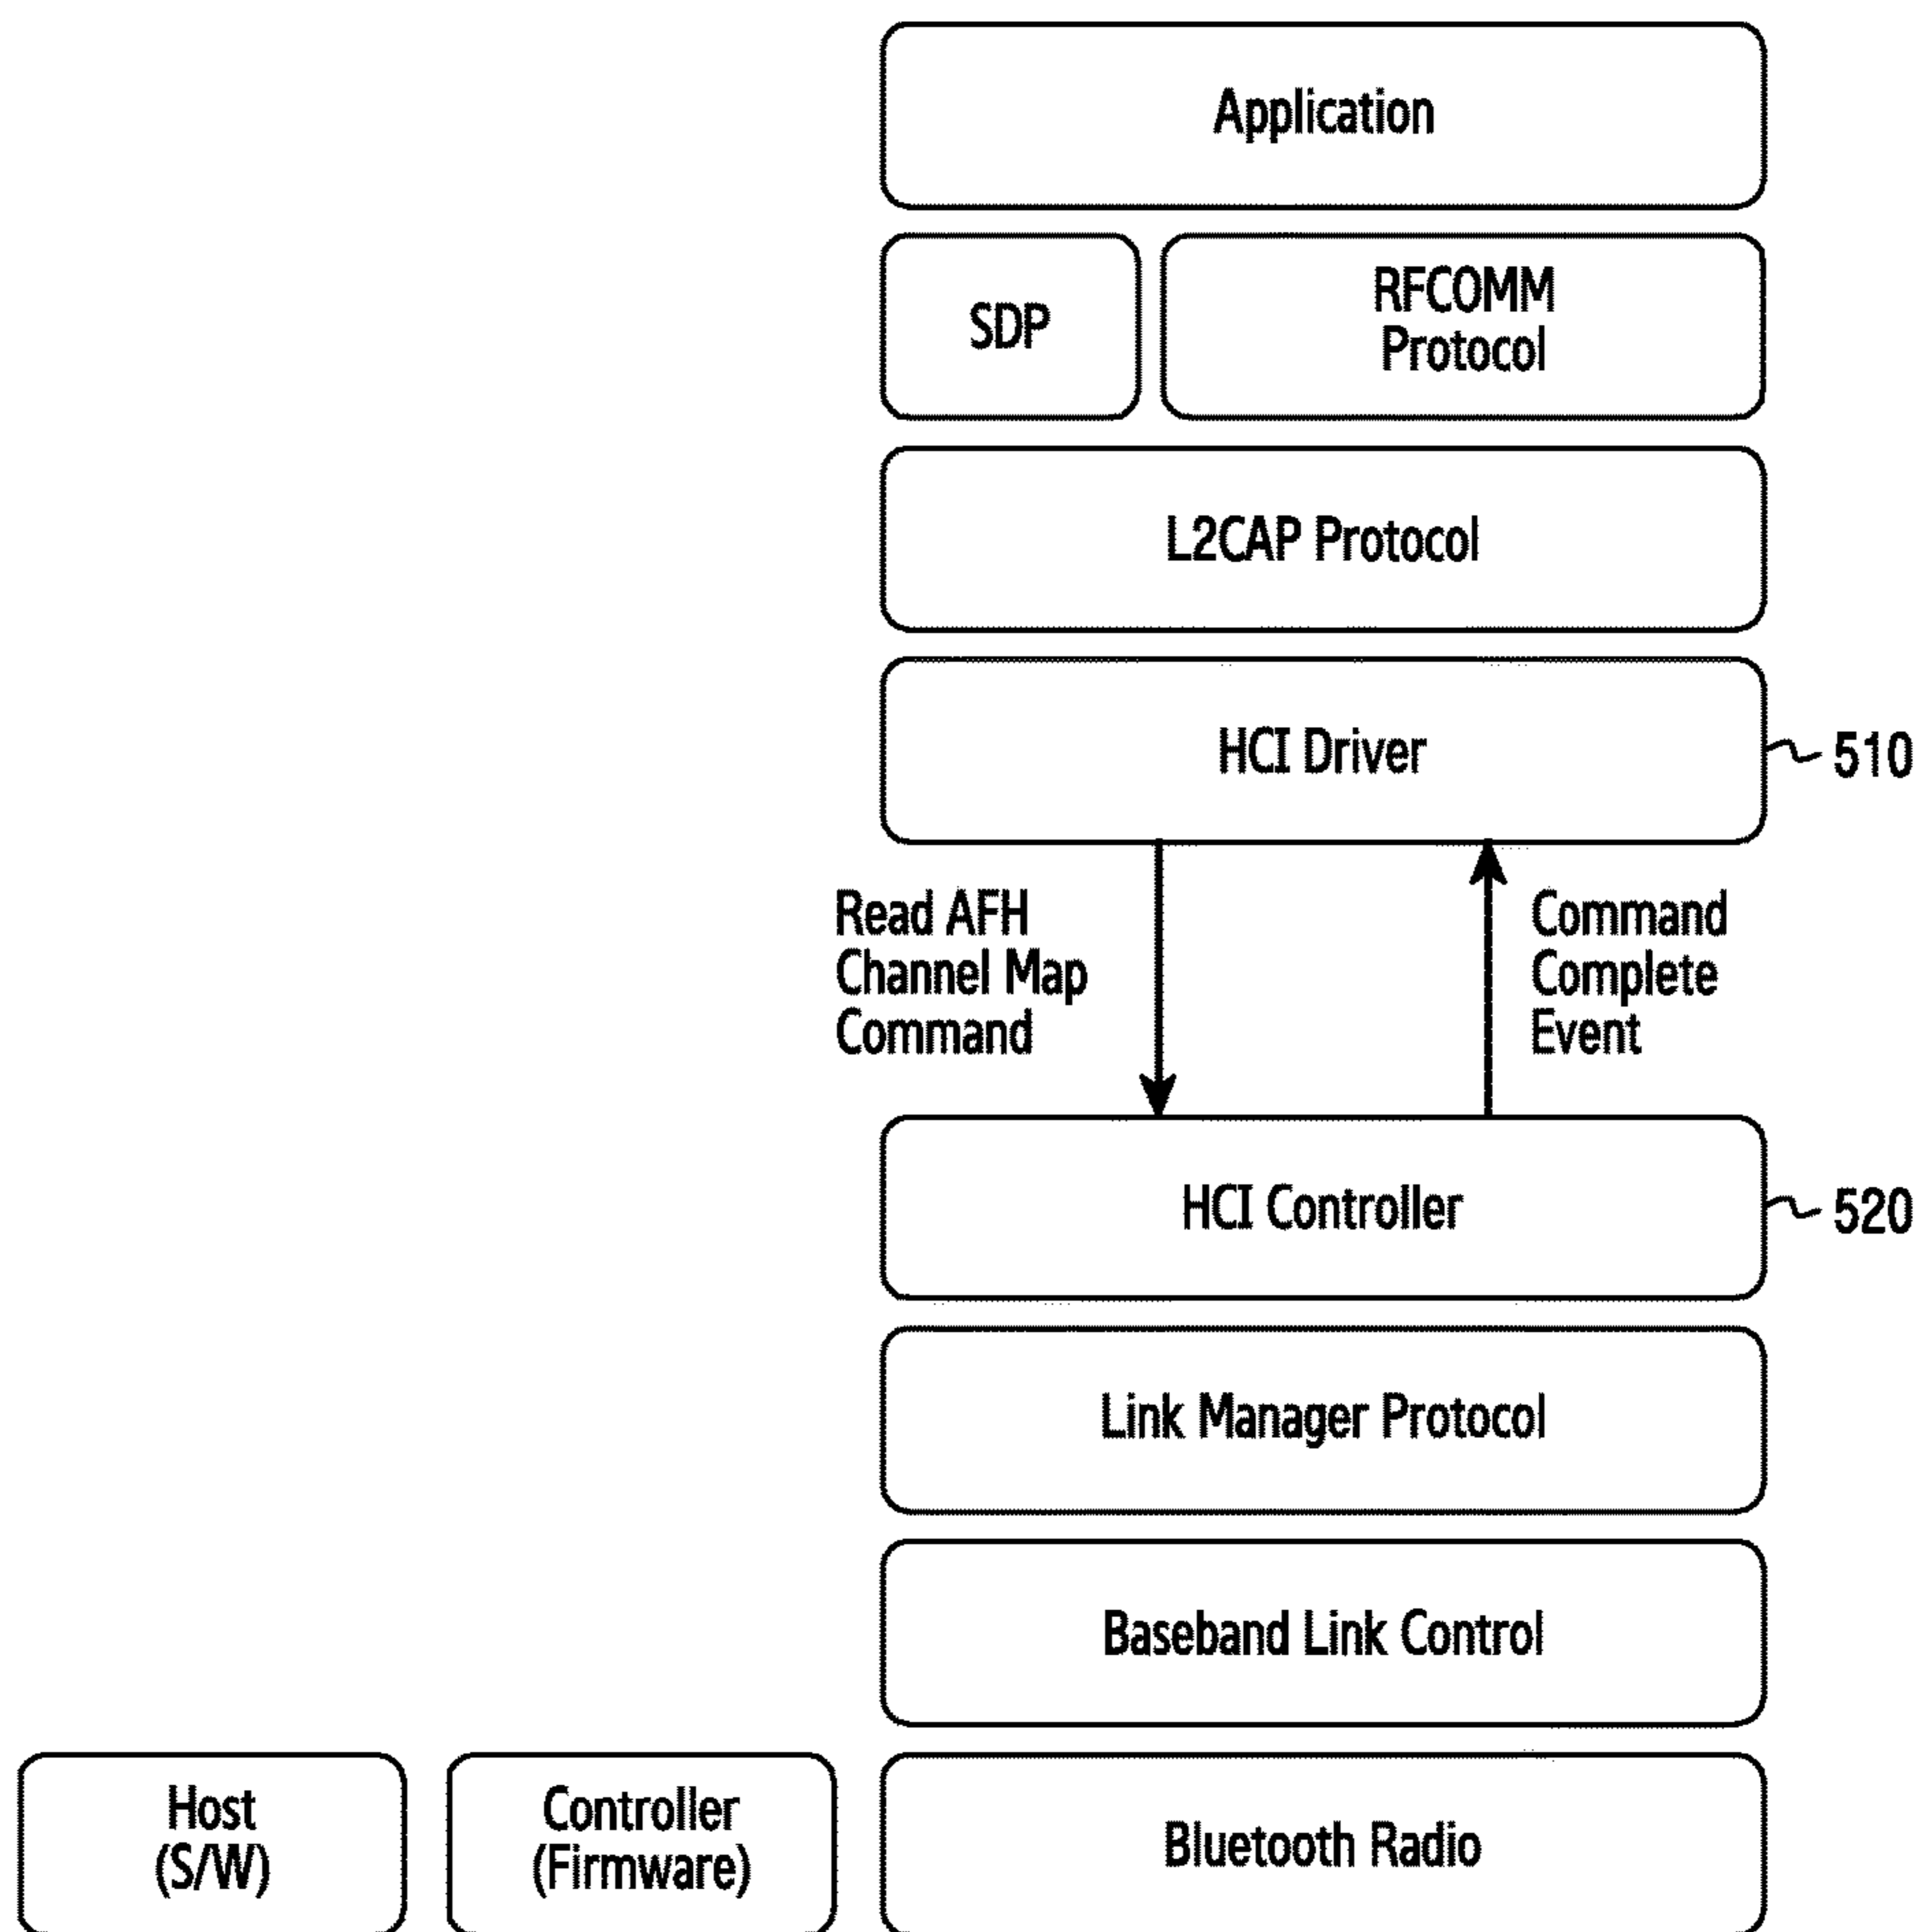 Application
SDP
RFCOMM
Protocol
L2CAP Protocol
HCI Driver
510
Read AFH
Channel Map
Command
Command
Complete
Event
HCI Controller
520
Link Manager Protocol
Baseband Link Control
Host
(S/W)
Controller
(Firmware)
Bluetooth Radio